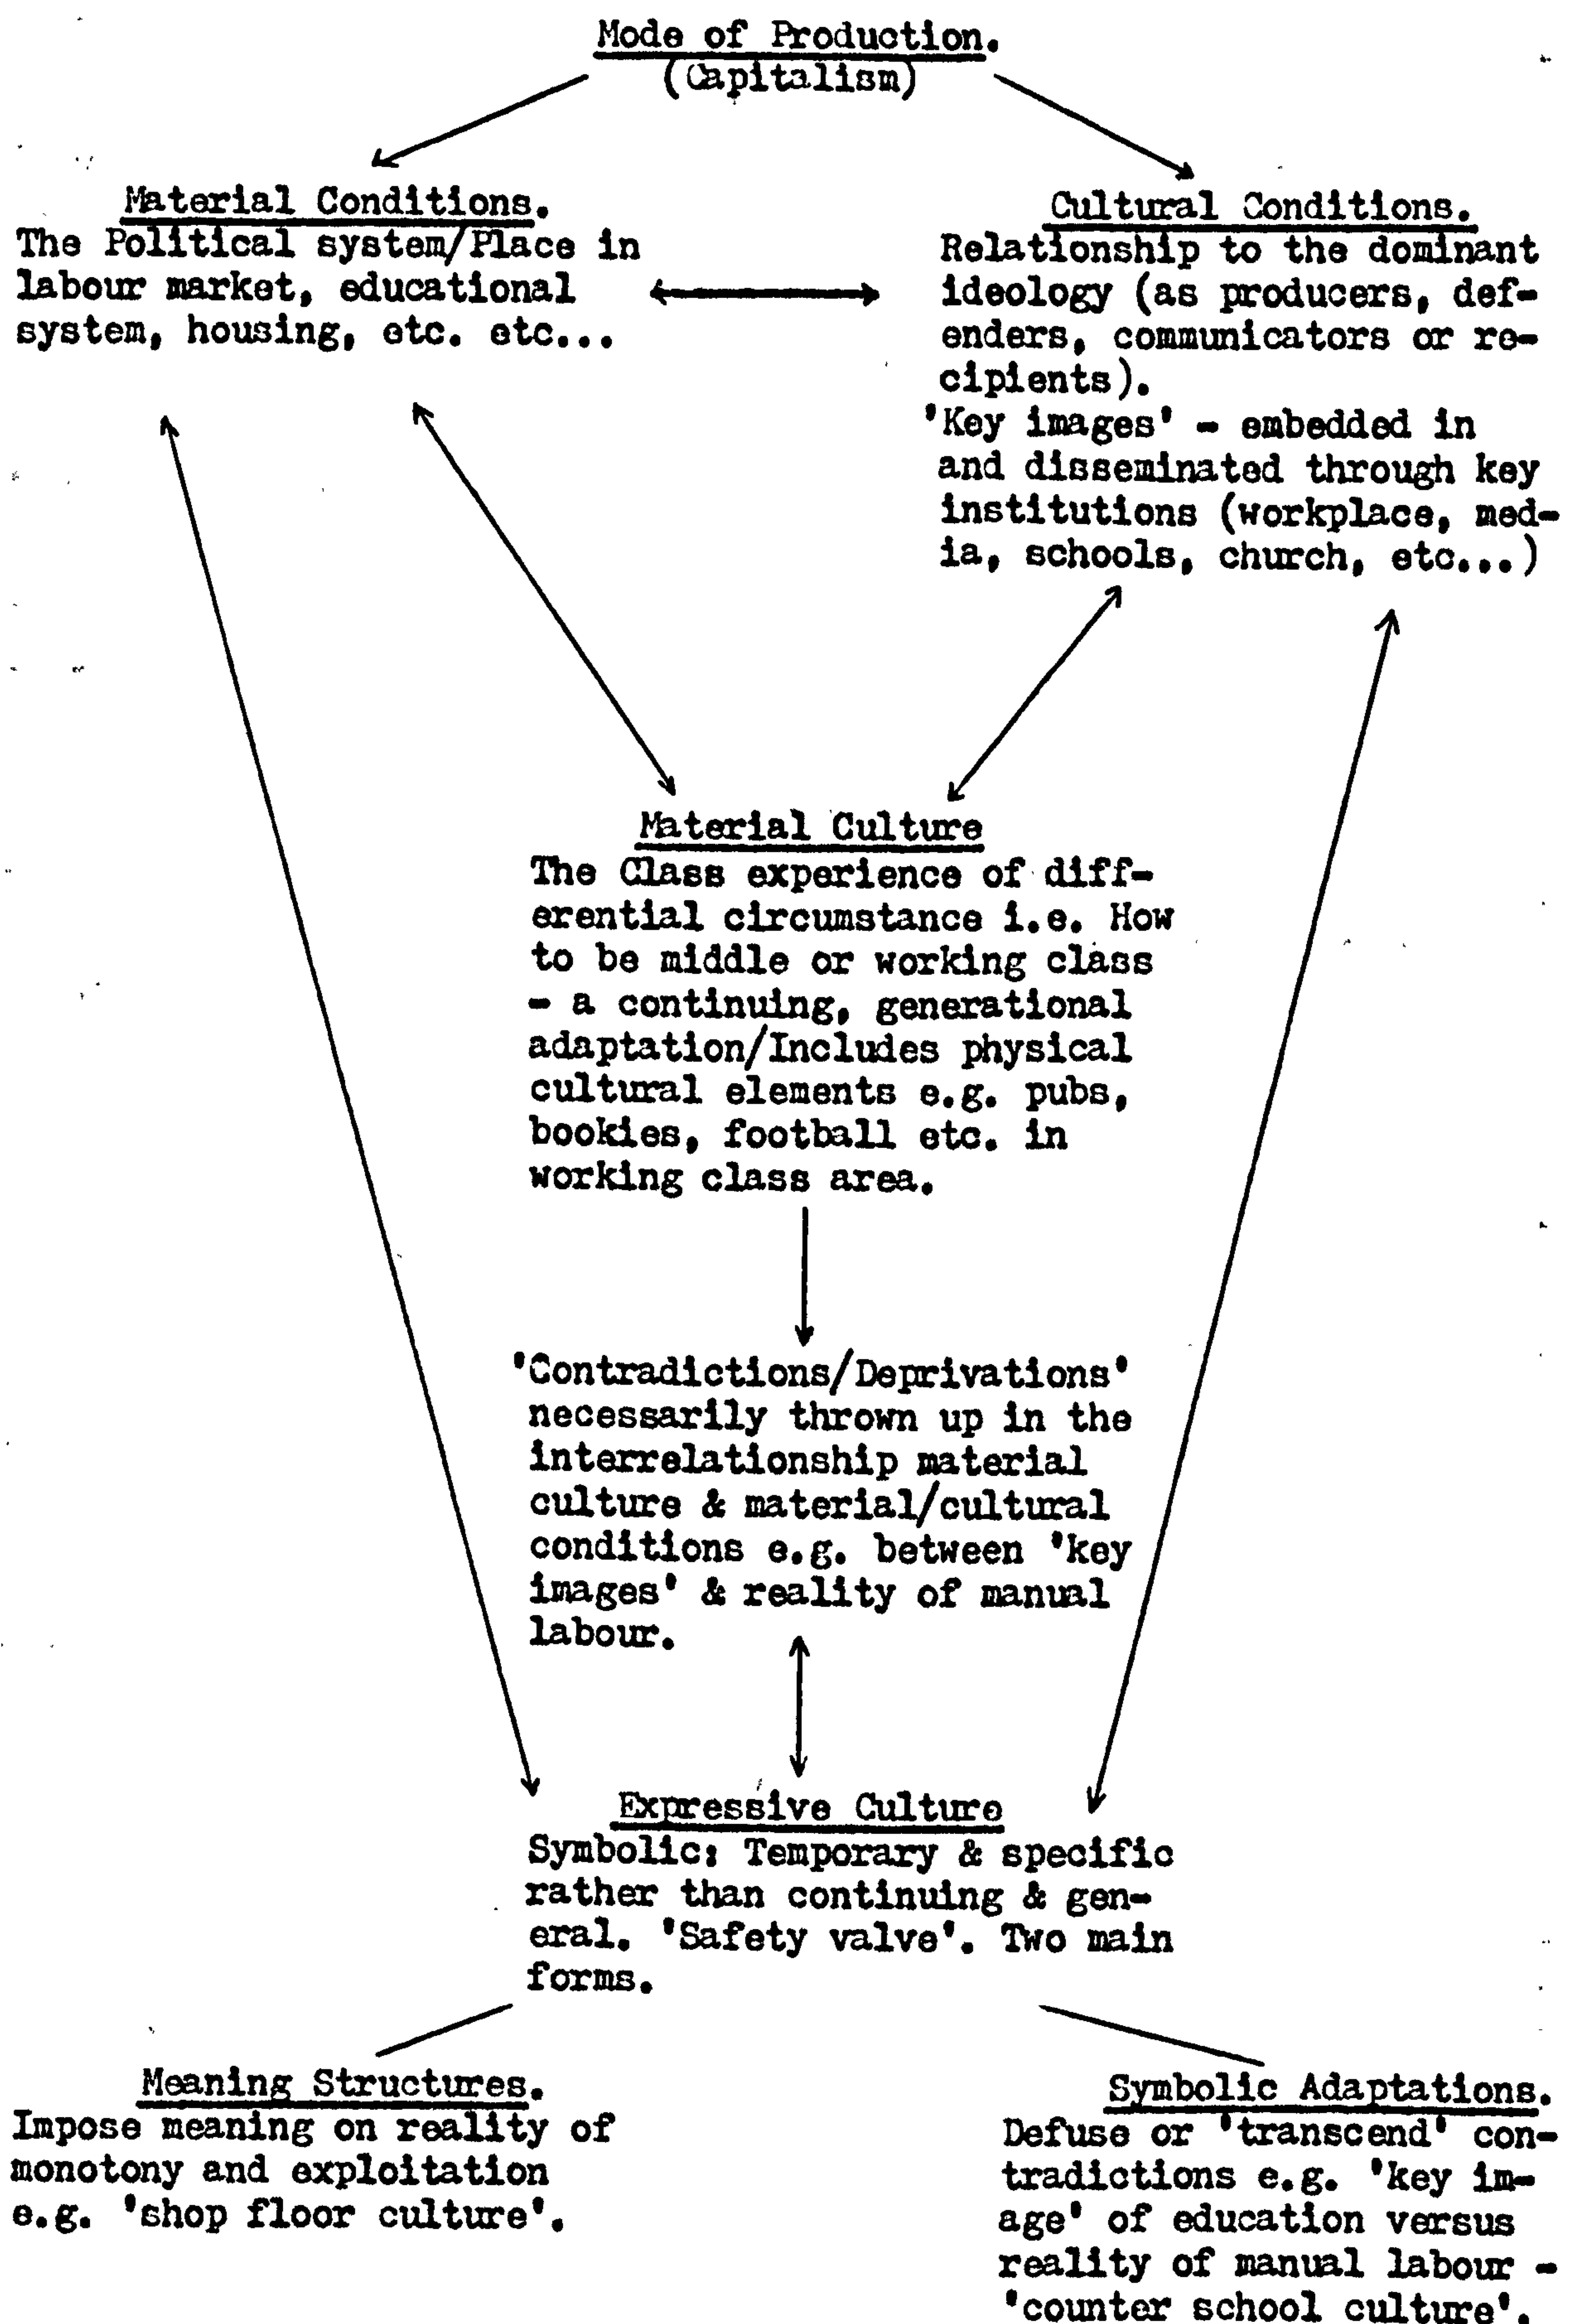 Mode of Production.
(Capitalism)
Material Conditions.
The Political system/Place in
labour market, educational
system, housing, etc. etc...
Cultural Conditions.
Relationship to the dominant
ideology (as producers, def-
enders, communicators or re-
cipients).
'Key images' - embedded in
and disseminated through key
institutions (workplace, med-
ia, schools, church, etc...)
Material Culture
The Class experience of diff-
erential circumstance i.e. How
to be middle or working class
- a continuing, generational
adaptation/Includes physical
cultural elements e.g. pubs,
bookies, football etc. in
working class area.
'Contradictions/Deprivations'
necessarily thrown up in the
interrelationship material
culture & material/cultural
conditions e.g. between 'key
images' & reality of manual
labour.
Expressive Culture
Symbolic: Temporary & specific
rather than continuing & gen-
eral. 'Safety valve'. Two main
forms.
Meaning Structures.
Impose meaning on reality of
monotony and exploitation
e.g. 'shop floor culture'.
Symbolic Adaptations.
Defuse or 'transcend' con-
tradictions e.g. 'key im-
age' of education versus
reality of manual labour -
'counter school culture'.